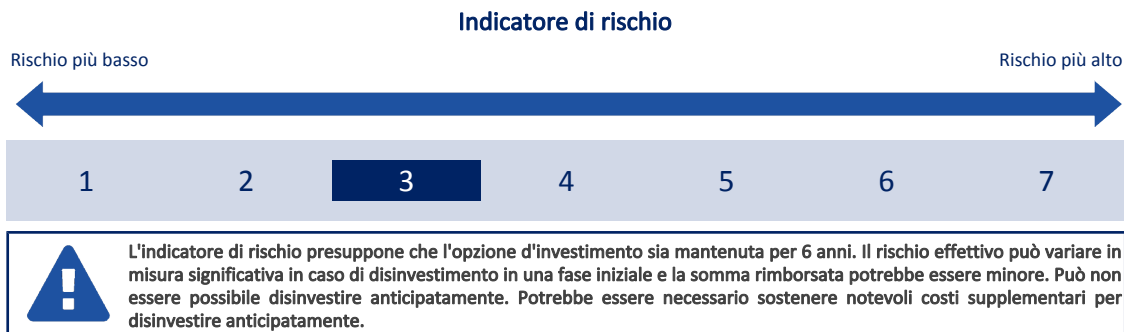 Indicatore di rischio
Rischio più basso
Rischio più alto
1 2 3 4 5 6 7
L'indicatore di rischio presuppone che l'opzione d'investimento sia mantenuta per 6 anni. Il rischio effettivo può variare in
misura significativa in caso di disinvestimento in una fase iniziale e la somma rimborsata potrebbe essere minore. Può non
essere possibile disinvestire anticipatamente. Potrebbe essere necessario sostenere notevoli costi supplementari per
disinvestire anticipatamente.